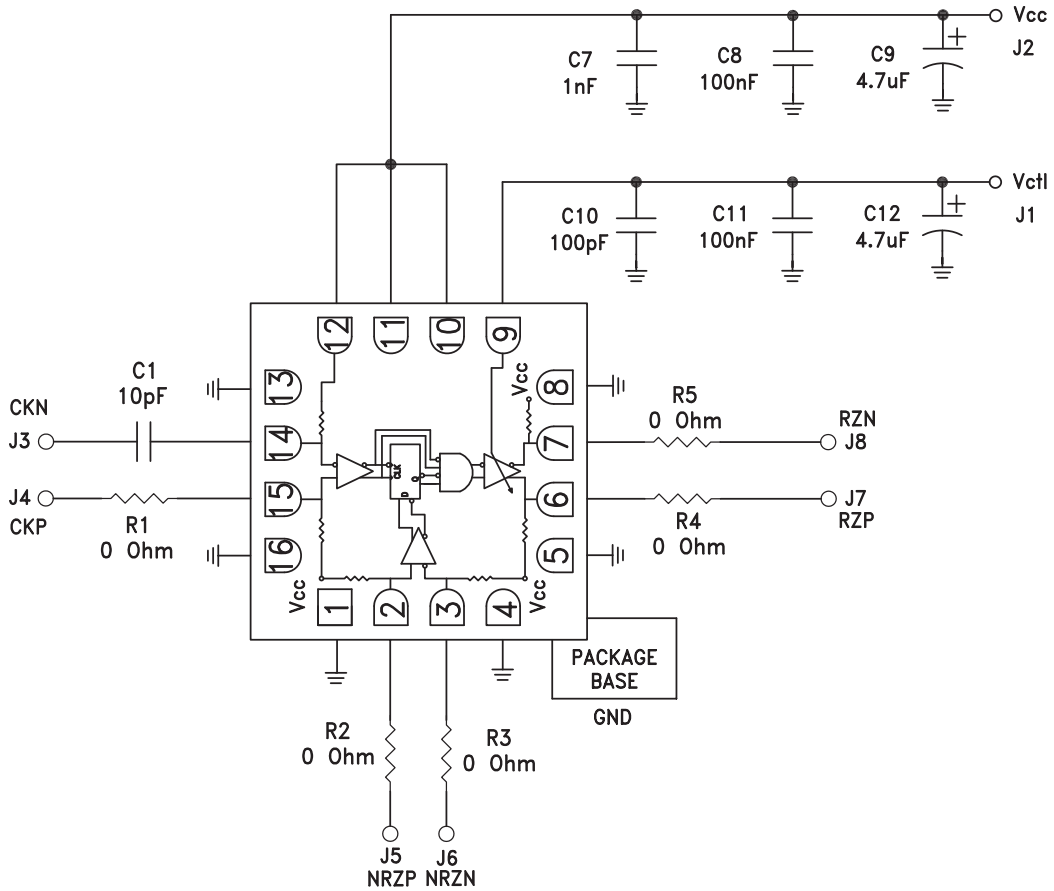 Vcc
J2
C7
1nF
C8
100nF
C9
4.7uF
+
Vctl
J1
C10
100pF
C11
100nF
C12
4.7uF
+
12
11
10
9
C1
10pF
13
Vcc
8
R5
0 Ohm
CKN
J3
14
7
RZN
J8
CLK
Q
D
J4
CKP
15
6
J7
RZP
R1
0 Ohm
R4
0 Ohm
16
5
Vcc
1
2
3
4
Vcc
PACKAGE
BASE
GND
R2
0 Ohm
R3
0 Ohm
J5
NRZP
J6
NRZN